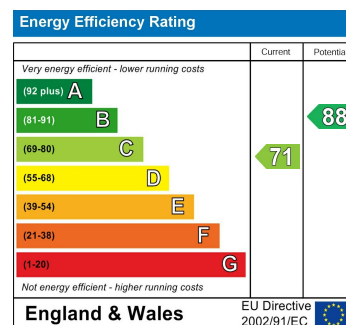 Energy Efficiency Rating
Current Potential
Very energy efficient - lower running costs
(92 plus) A
(81-91) B
88
(69-80) C
71
(55-68) D
(39-54) E
(21-38) F
(1-20) G
Not energy efficient - higher running costs
England & Wales
EU Directive
2002/91/EC